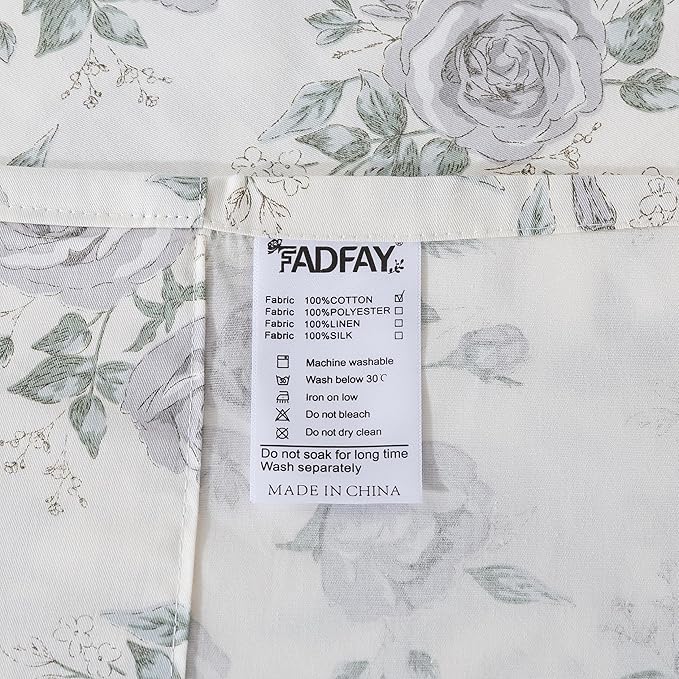 FADFAY®
Fabric 100%COTTON ☑
Fabric 100%POLYESTER ☐
Fabric 100%LINEN ☐
Fabric 100%SILK ☐
Machine washable
Wash below 30℃
Iron on low
Do not bleach
Do not dry clean
Do not soak for long time
Wash separately
MADE IN CHINA